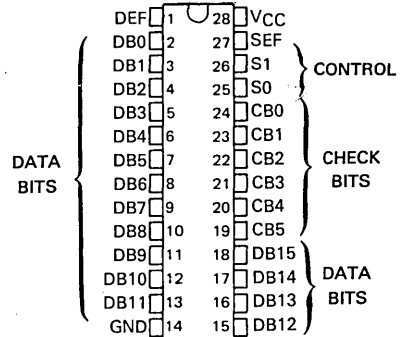 DEF 1 28 VCC
DB0 2 27 SEF
DB1 3 26 S1
CONTROL
DB2 4 25 S0
DB3 5 24 CB0
DB4 6 23 CB1
DATA BITS
DB5 7 22 CB2
CHECK BITS
DB6 8 21 CB3
DB7 9 20 CB4
DB8 10 19 CB5
DB9 11 18 DB15
DB10 12 17 DB14
DATA BITS
DB11 13 16 DB13
GND 14 15 DB12